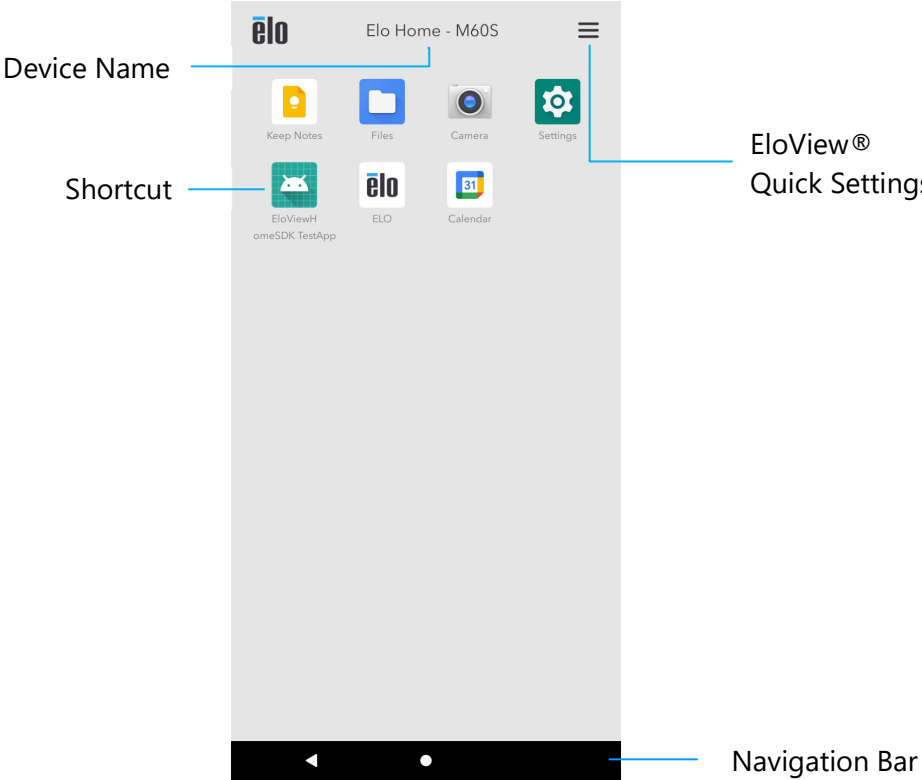 ēlo
Elo Home - M60S
Device Name
Keep Notes
Files
Camera
Settings
EloView®
Quick Settings
Shortcut
ēlo
31
EloViewH
omeSDK TestApp
ELO
Calendar
Navigation Bar